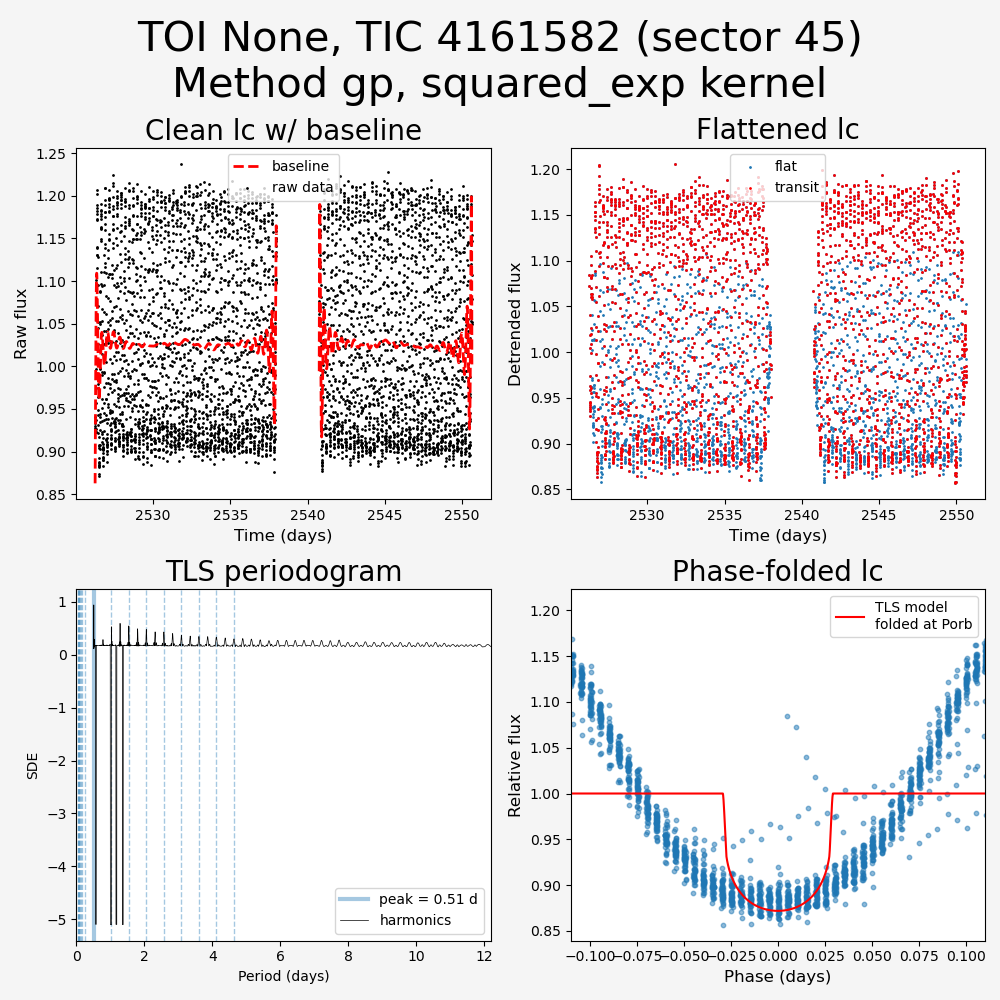 TOI None, TIC 4161582 (sector 45)
Method gp, squared_exp kernel
Clean lc w/ baseline
Flattened lc
baseline
raw data
flat
transit
1.25
1.20
1.15
1.10
1.05
1.00
0.95
0.90
0.85
Raw flux
2530
2535
2540
2545
2550
Time (days)
1.20
1.15
1.10
1.05
1.00
0.95
0.90
0.85
Detrended flux
2530
2535
2540
2545
2550
Time (days)
TLS periodogram
Phase-folded lc
1
0
−1
−2
−3
−4
−5
SDE
peak = 0.51 d
harmonics
0
2
4
6
8
10
12
Period (days)
TLS model
folded at Porb
1.20
1.15
1.10
1.05
1.00
0.95
0.90
0.85
Relative flux
−0.100
−0.075
−0.050
−0.025
0.000
0.025
0.050
0.075
0.100
Phase (days)